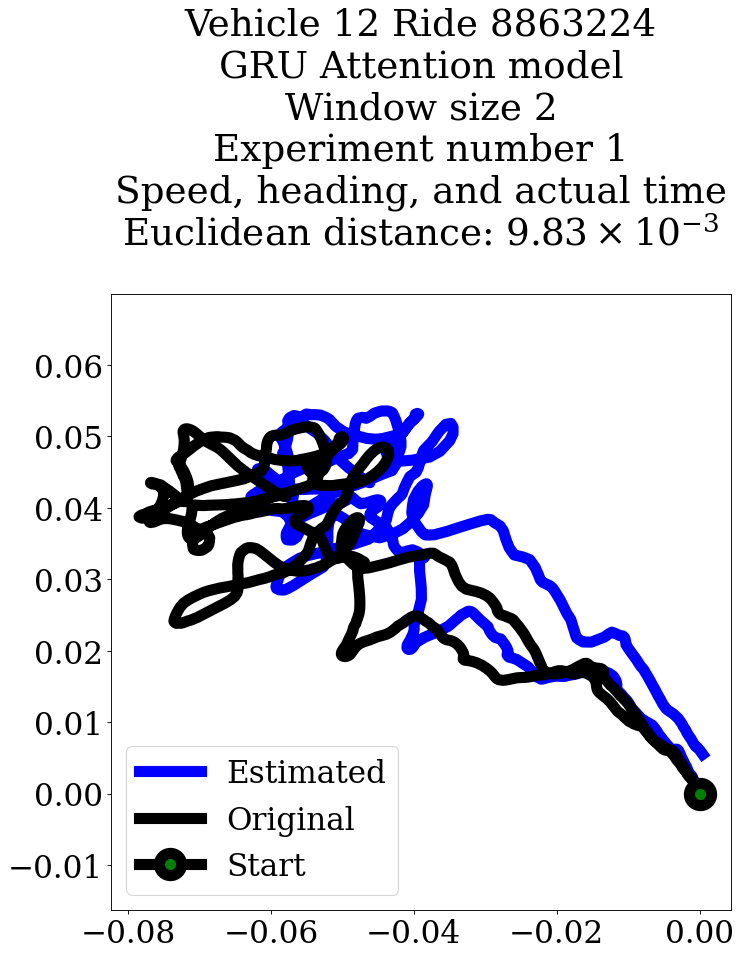 Vehicle 12 Ride 8863224
GRU Attention model
Window size 2
Experiment number 1
Speed, heading, and actual time
Euclidean distance: 9.83 × 10⁻³
0.06
0.05
0.04
0.03
0.02
0.01
0.00
−0.01
Estimated
Original
Start
−0.08 −0.06 −0.04 −0.02 0.00